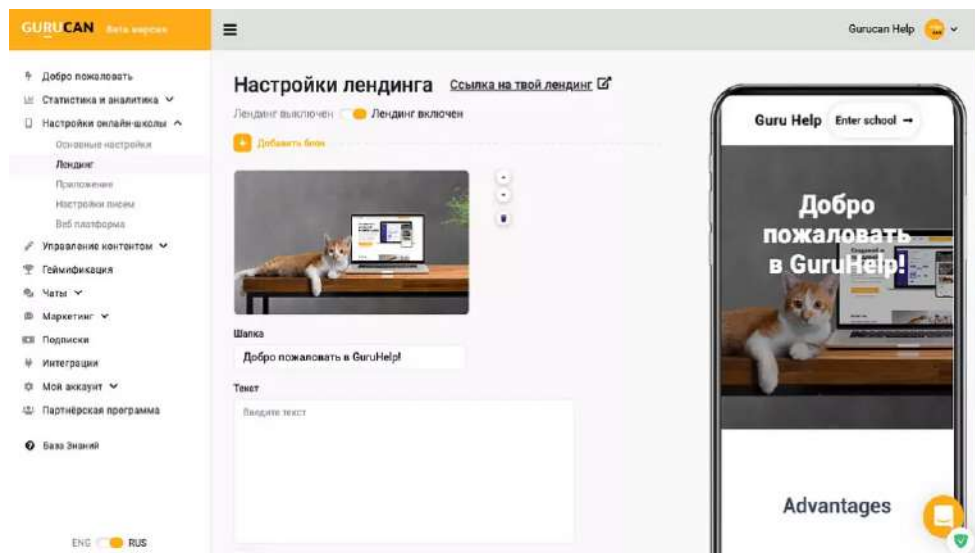 GURUCAN Бета версия
Gurucan Help
Добро пожаловать
Статистика и аналитика
Настройки онлайн-школы
Основные настройки
Лендинг
Приложение
Настройки писем
Веб платформа
Управление контентом
Геймификация
Чаты
Маркетинг
Подписки
Интеграции
Мой аккаунт
Партнёрская программа
База Знаний
ENG RUS
Настройки лендинга Ссылка на твой лендинг
Лендинг выключен Лендинг включен
Добавить блок
Шапка
Добро пожаловать в GuruHelp!
Текст
Введите текст
Guru Help Enter school →
Добро
пожаловать
в GuruHelp!
Advantages